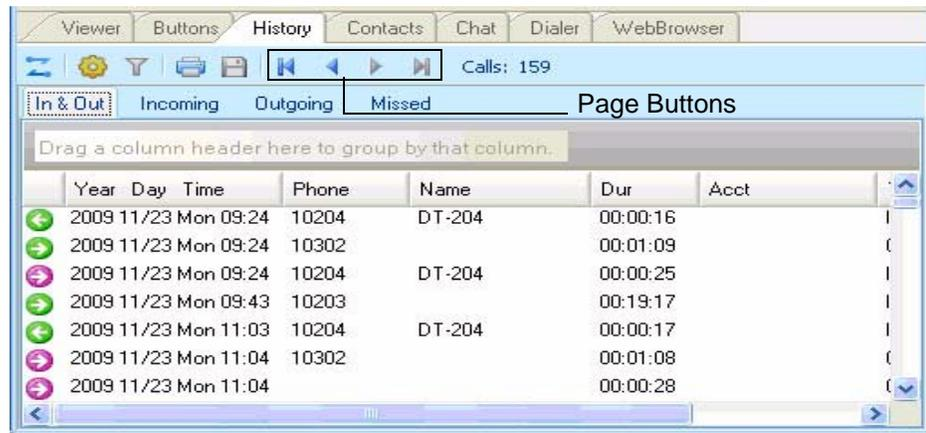 Viewer Buttons History Contacts Chat Dialer WebBrowser
Calls: 159
In & Out Incoming Outgoing Missed Page Buttons
Drag a column header here to group by that column.
Year Day Time Phone Name Dur Acct
2009 11/23 Mon 09:24 10204 DT-204 00:00:16
2009 11/23 Mon 09:24 10302 00:01:09
2009 11/23 Mon 09:24 10204 DT-204 00:00:25
2009 11/23 Mon 09:43 10203 00:19:17
2009 11/23 Mon 11:03 10204 DT-204 00:00:17
2009 11/23 Mon 11:04 10302 00:01:08
2009 11/23 Mon 11:04 00:00:28